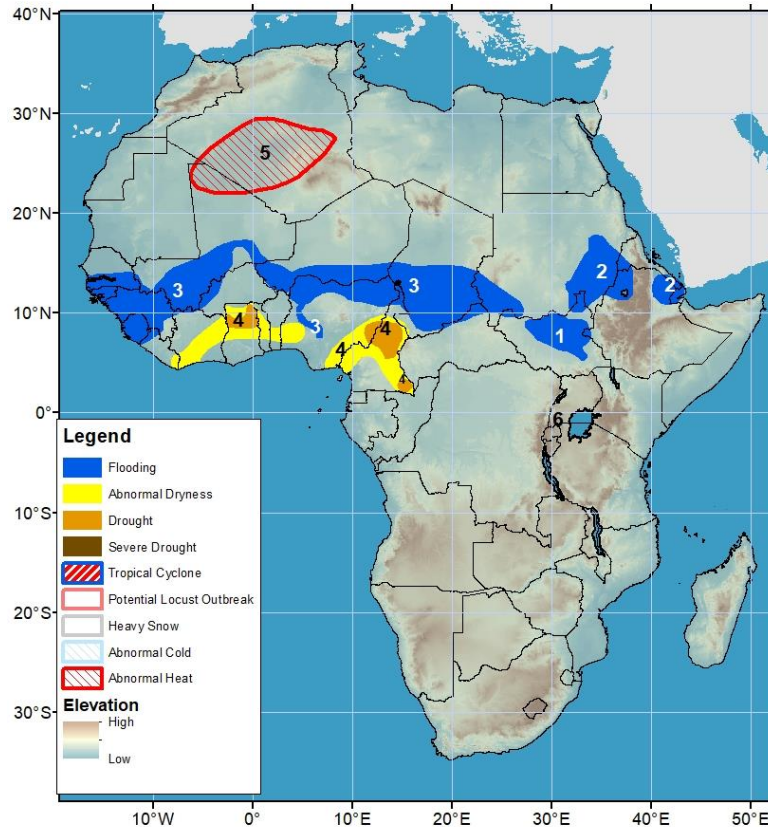 40°N
30°N
5
20°N
3
3
2
2
10°N
4
3
4
4
1
4
0°
6
10°S
20°S
30°S
Legend
Flooding
Abnormal Dryness
Drought
Severe Drought
Tropical Cyclone
Potential Locust Outbreak
Heavy Snow
Abnormal Cold
Abnormal Heat
Elevation
High
Low
10°W
0°
10°E
20°E
30°E
40°E
50°E